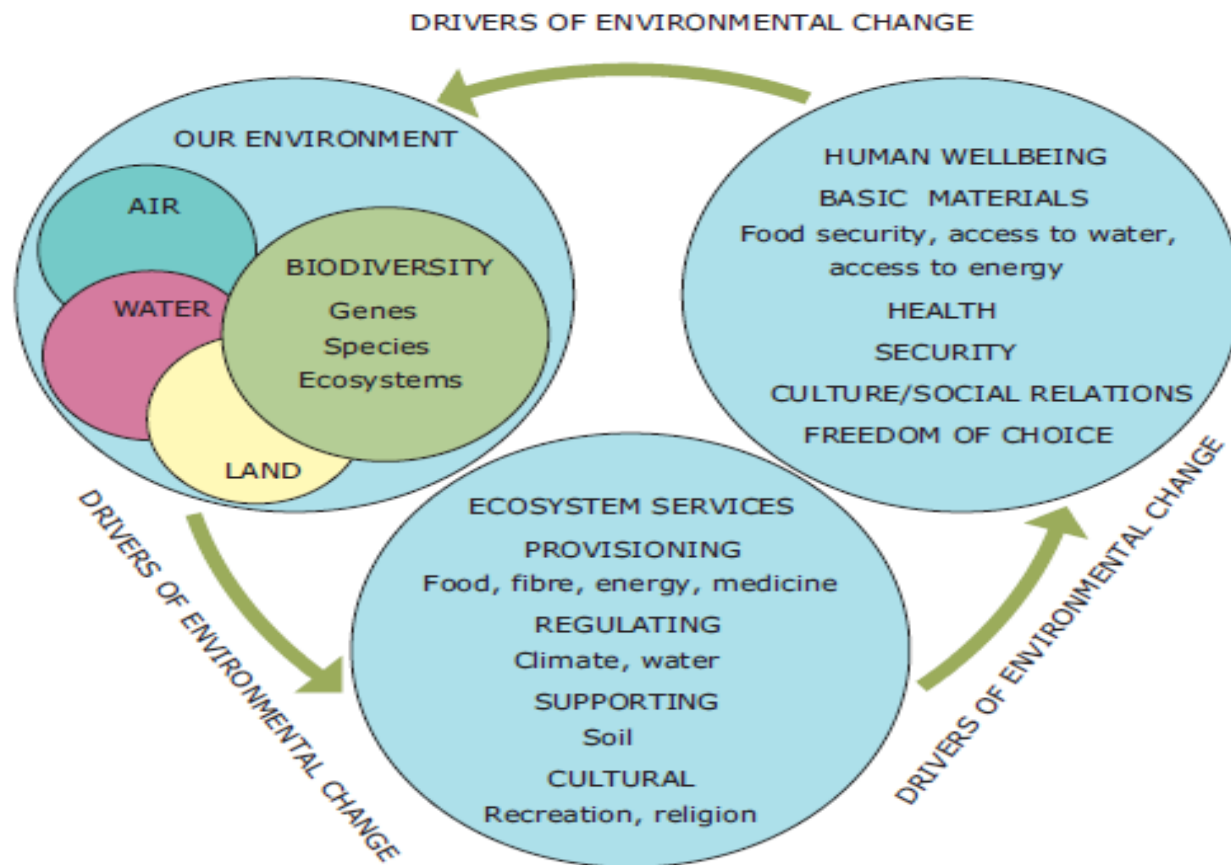 DRIVERS OF ENVIRONMENTAL CHANGE
OUR ENVIRONMENT
AIR
WATER
LAND
BIODIVERSITY
Genes
Species
Ecosystems
HUMAN WELLBEING
BASIC MATERIALS
Food security, access to water,
access to energy
HEALTH
SECURITY
CULTURE/SOCIAL RELATIONS
FREEDOM OF CHOICE
DRIVERS OF ENVIRONMENTAL CHANGE
ECOSYSTEM SERVICES
PROVISIONING
Food, fibre, energy, medicine
REGULATING
Climate, water
SUPPORTING
Soil
CULTURAL
Recreation, religion
DRIVERS OF ENVIRONMENTAL CHANGE